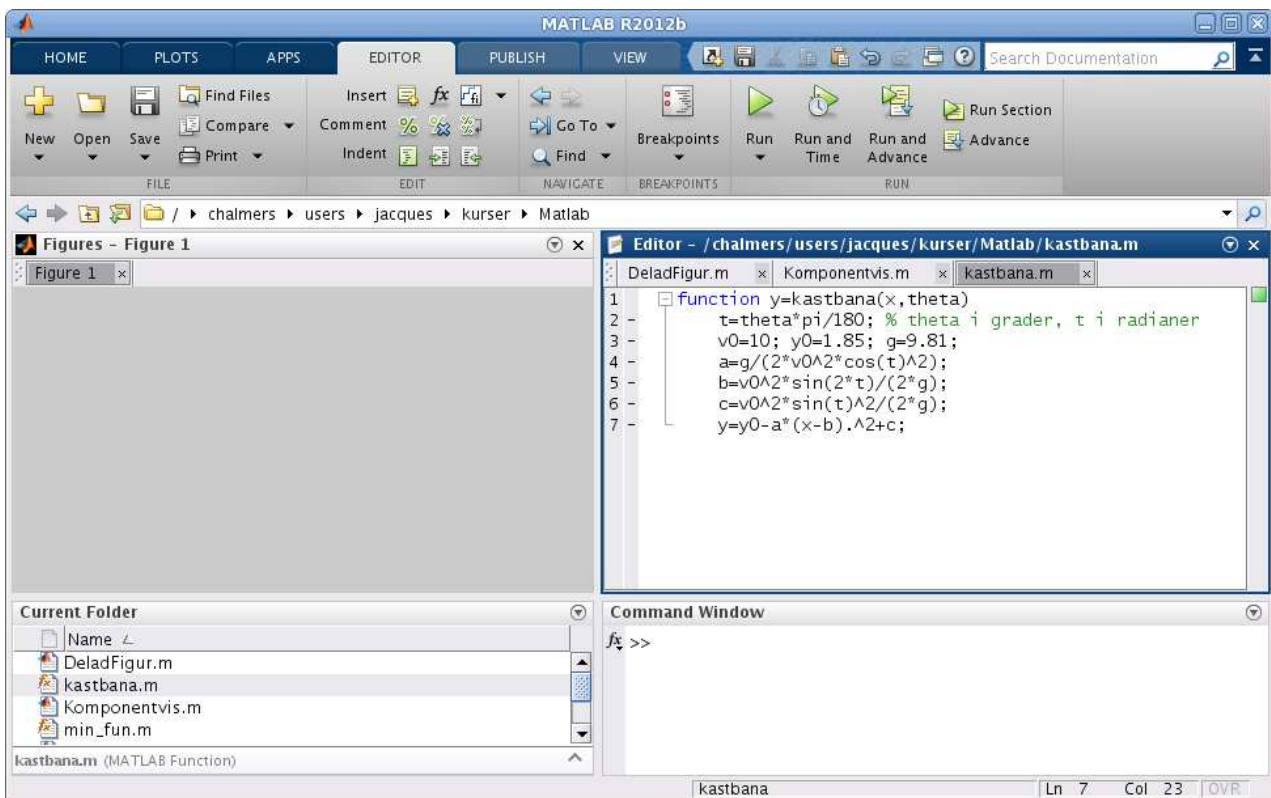 MATLAB R2012b
HOME PLOTS APPS EDITOR PUBLISH VIEW Search Documentation
New Open Save Find Files Compare Print
FILE
Insert fx
Comment %
Indent
EDIT
Go To
Find
NAVIGATE
Breakpoints
BREAKPOINTS
Run Run and Time Run and Advance Run Section Advance
RUN
/ chalmers users jacques kurser Matlab
Figures - Figure 1
Figure 1
Editor - /chalmers/users/jacques/kurser/Matlab/kastbana.m
DeladFigur.m Komponentvis.m kastbana.m
1 function y=kastbana(x,theta)
2 - t=theta*pi/180; % theta i grader, t i radianer
3 - v0=10; y0=1.85; g=9.81;
4 - a=g/(2*v0^2*cos(t)^2);
5 - b=v0^2*sin(2*t)/(2*g);
6 - c=v0^2*sin(t)^2/(2*g);
7 - y=y0-a*(x-b).^2+c;
Current Folder
Name
DeladFigur.m
kastbana.m
Komponentvis.m
min_fun.m
kastbana.m (MATLAB Function)
Command Window
fx >>
kastbana Ln 7 Col 23 OVR